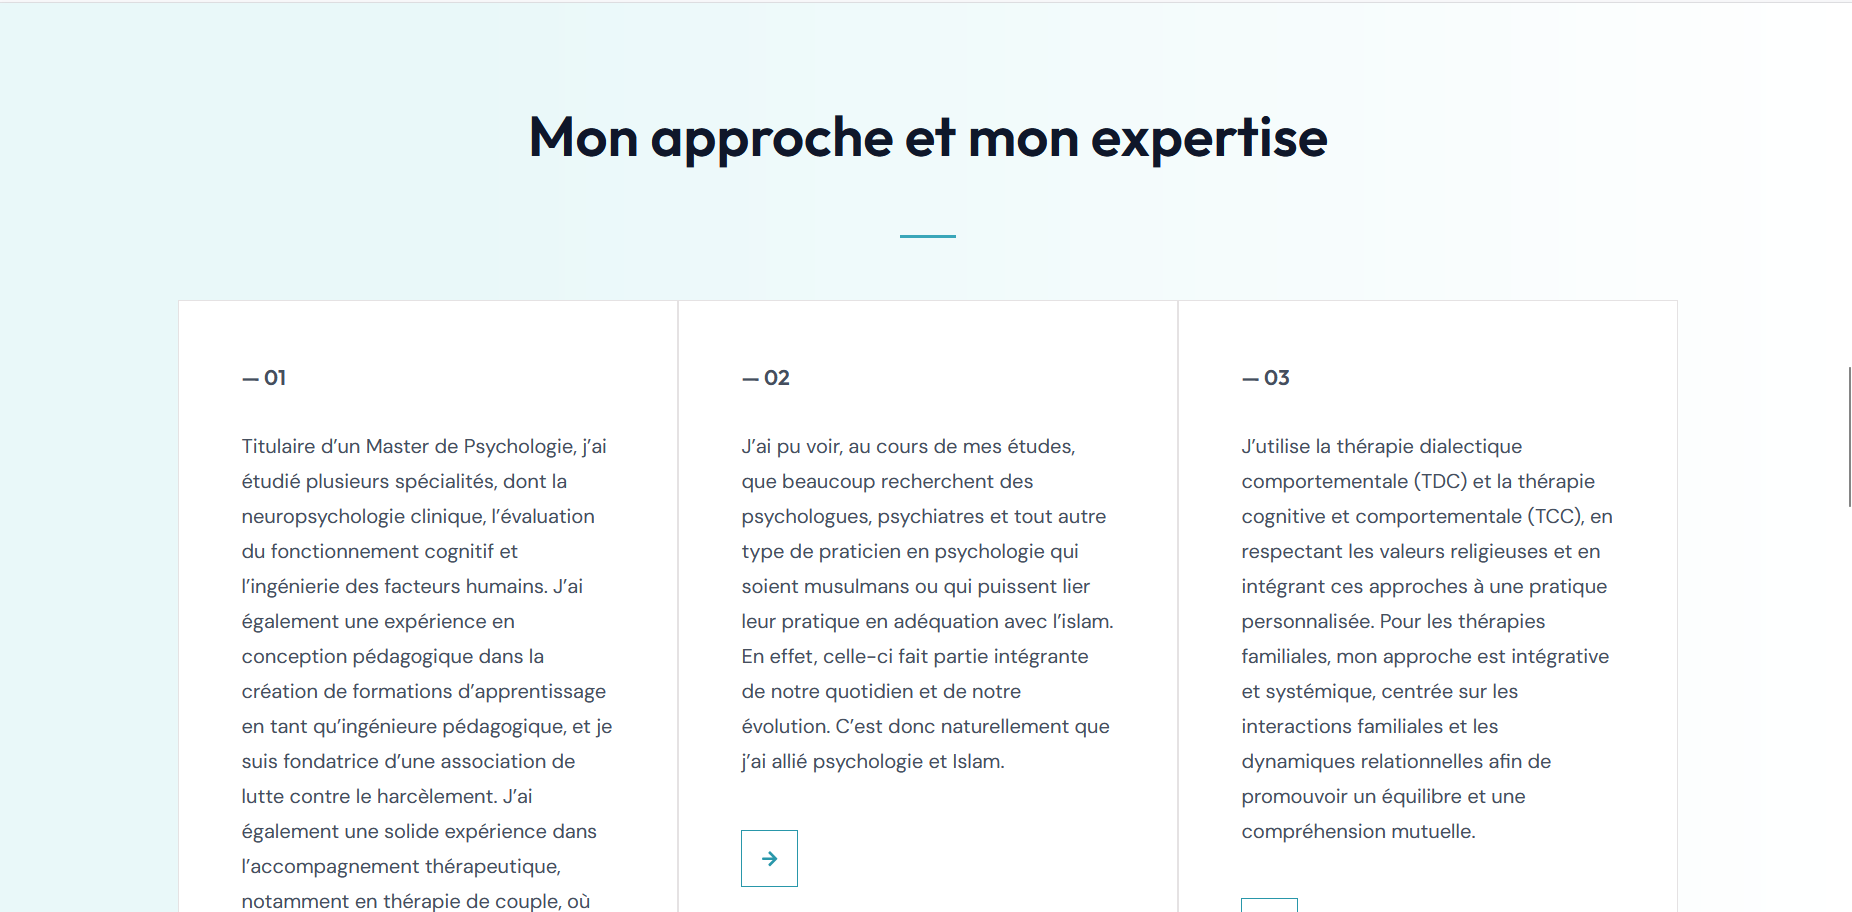 Mon approche et mon expertise
— 01
Titulaire d’un Master de Psychologie, j’ai
étudié plusieurs spécialités, dont la
neuropsychologie clinique, l’évaluation
du fonctionnement cognitif et
l’ingénierie des facteurs humains. J’ai
également une expérience en
conception pédagogique dans la
création de formations d’apprentissage
en tant qu’ingénieure pédagogique, et je
suis fondatrice d’une association de
lutte contre le harcèlement. J’ai
également une solide expérience dans
l’accompagnement thérapeutique,
notamment en thérapie de couple, où
— 02
J’ai pu voir, au cours de mes études,
que beaucoup recherchent des
psychologues, psychiatres et tout autre
type de praticien en psychologie qui
soient musulmans ou qui puissent lier
leur pratique en adéquation avec l’islam.
En effet, celle-ci fait partie intégrante
de notre quotidien et de notre
évolution. C’est donc naturellement que
j’ai allié psychologie et Islam.
— 03
J’utilise la thérapie dialectique
comportementale (TDC) et la thérapie
cognitive et comportementale (TCC), en
respectant les valeurs religieuses et en
intégrant ces approches à une pratique
personnalisée. Pour les thérapies
familiales, mon approche est intégrative
et systémique, centrée sur les
interactions familiales et les
dynamiques relationnelles afin de
promouvoir un équilibre et une
compréhension mutuelle.